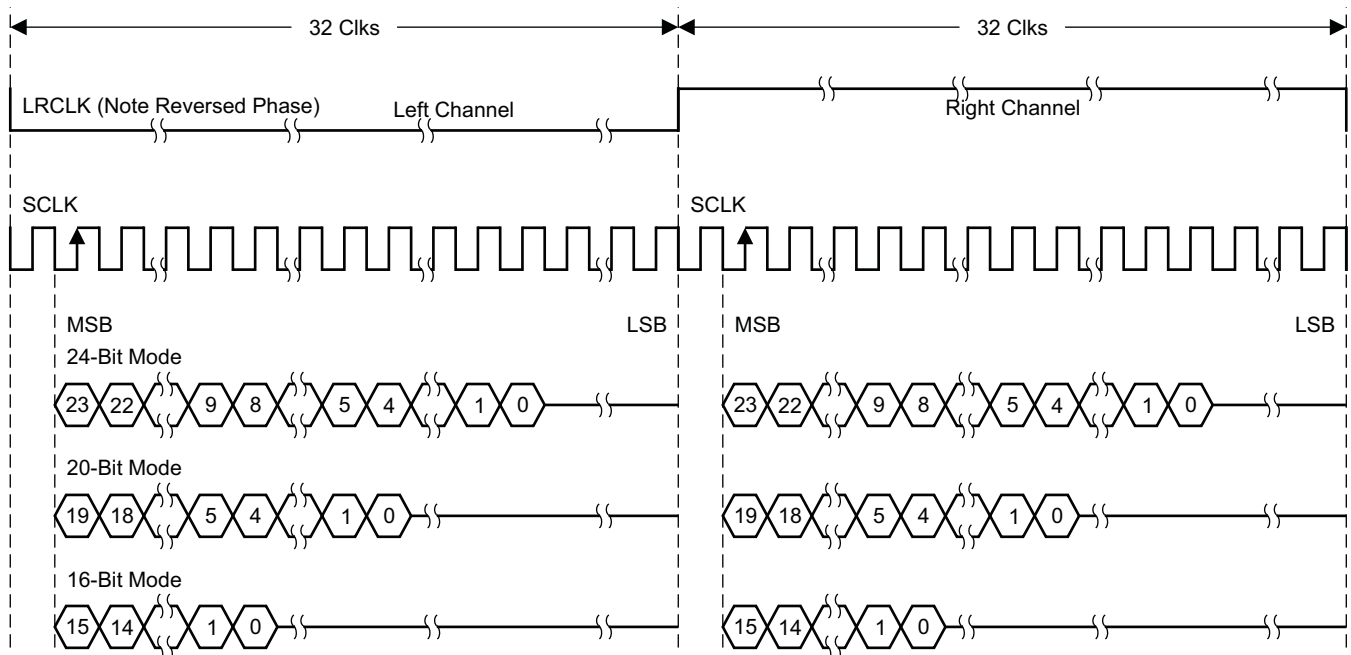 32 Clks 32 Clks
LRCLK (Note Reversed Phase) Left Channel Right Channel
SCLK SCLK
MSB LSB MSB LSB
24-Bit Mode
23 22 9 8 5 4 1 0 23 22 9 8 5 4 1 0
20-Bit Mode
19 18 5 4 1 0 19 18 5 4 1 0
16-Bit Mode
15 14 1 0 15 14 1 0